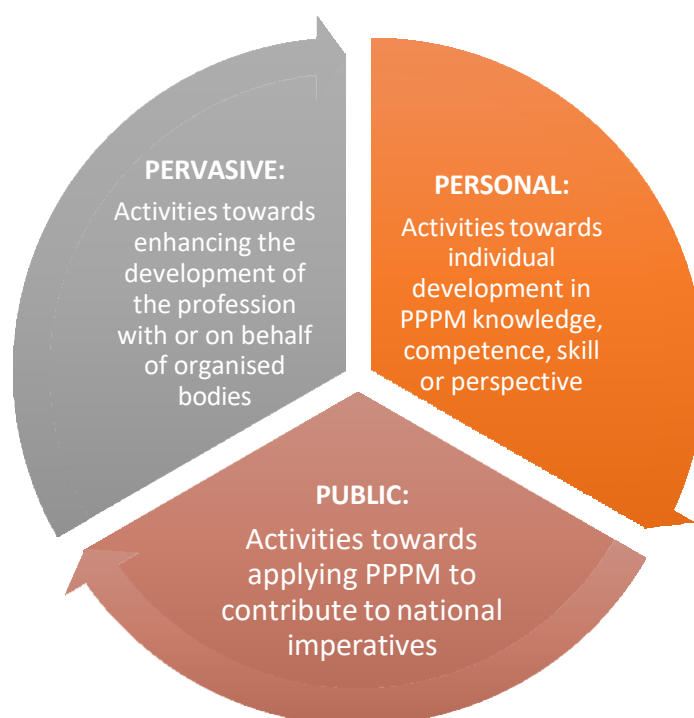 PERVASIVE:
Activities towards
enhancing the
development of
the profession
with or on behalf
of organised
bodies
PERSONAL:
Activities towards
individual
development in
PPPM knowledge,
competence, skill
or perspective
PUBLIC:
Activities towards
applying PPPM to
contribute to national
imperatives